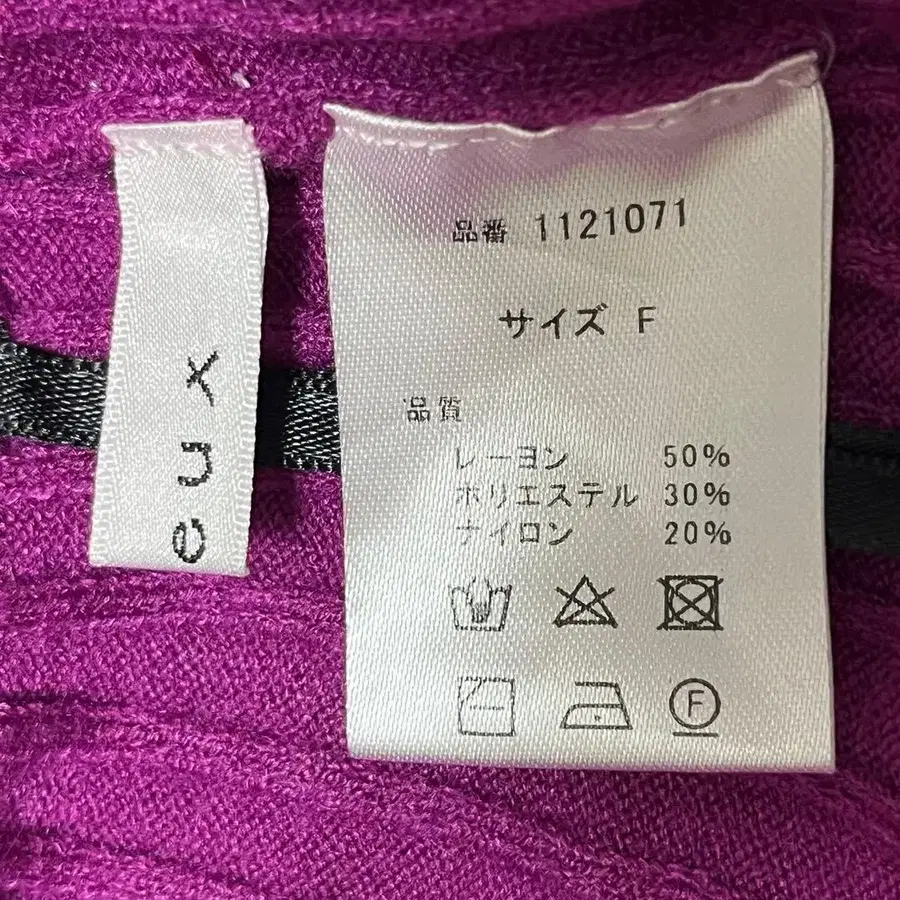 eux
品番 1121071
サイズ F
品質
レーヨン 50%
ポリエステル 30%
ナイロン 20%
F